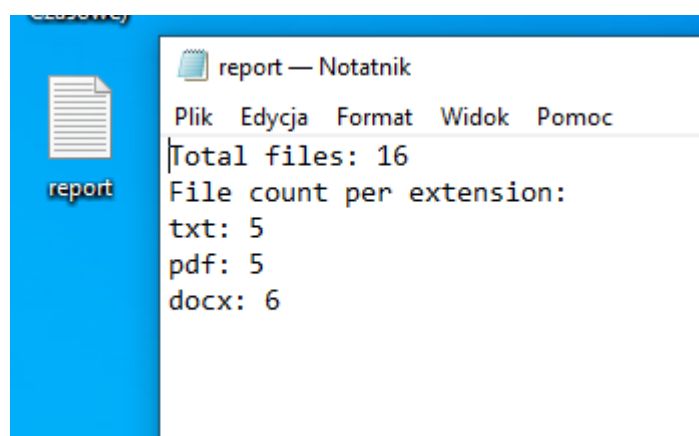 report — Notatnik
Plik Edycja Format Widok Pomoc
Total files: 16
File count per extension:
txt: 5
pdf: 5
docx: 6
report